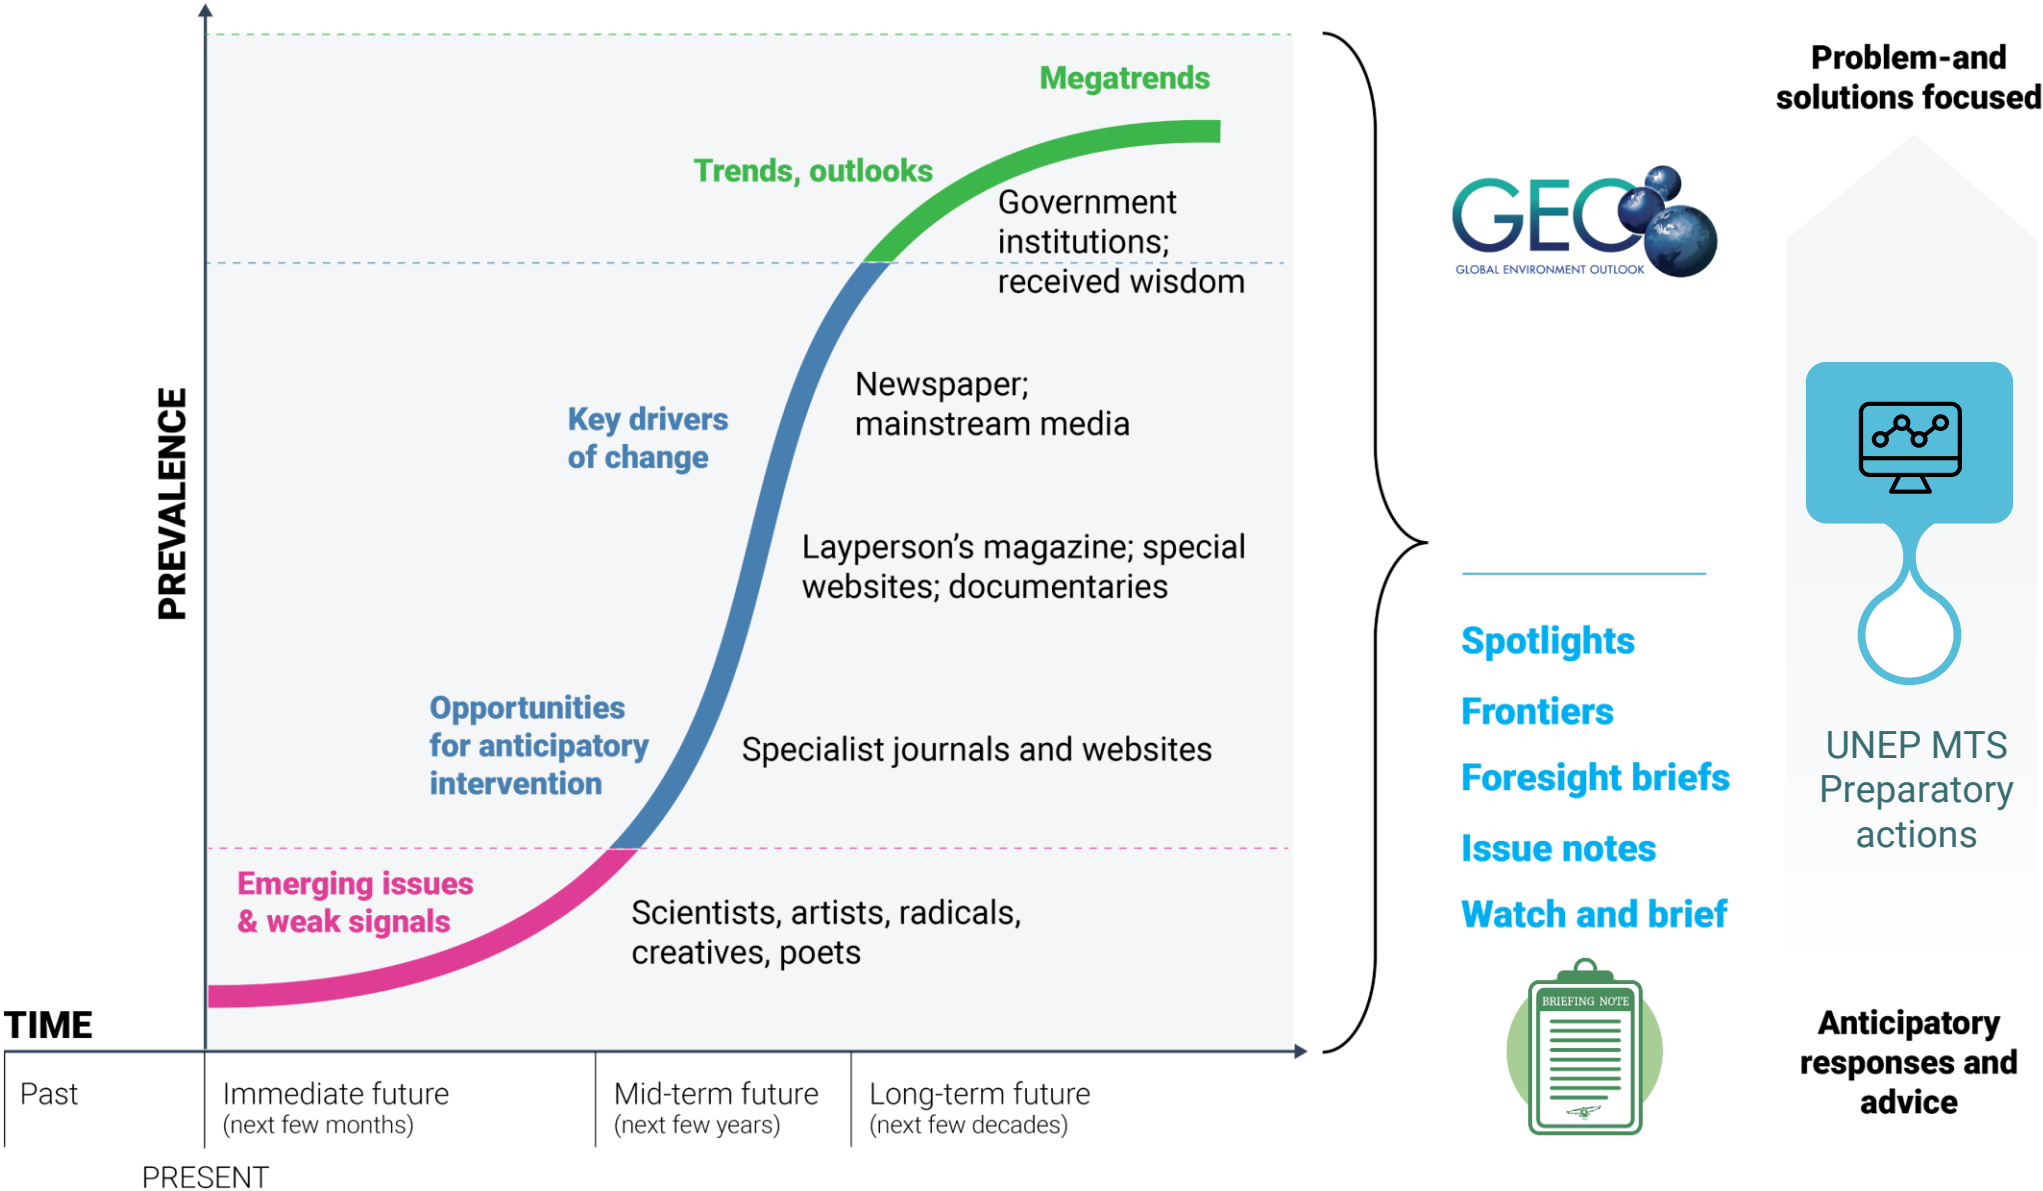 Megatrends
Trends, outlooks
Government
institutions;
received wisdom
Newspaper;
mainstream media
Key drivers
of change
Layperson’s magazine; special
websites; documentaries
Opportunities
for anticipatory
intervention
Specialist journals and websites
Emerging issues
& weak signals
Scientists, artists, radicals,
creatives, poets
PREVALENCE
TIME
Past
Immediate future
(next few months)
Mid-term future
(next few years)
Long-term future
(next few decades)
PRESENT
GEO
GLOBAL ENVIRONMENT OUTLOOK
Spotlights
Frontiers
Foresight briefs
Issue notes
Watch and brief
BRIEFING NOTE
Problem-and
solutions focused
UNEP MTS
Preparatory
actions
Anticipatory
responses and
advice